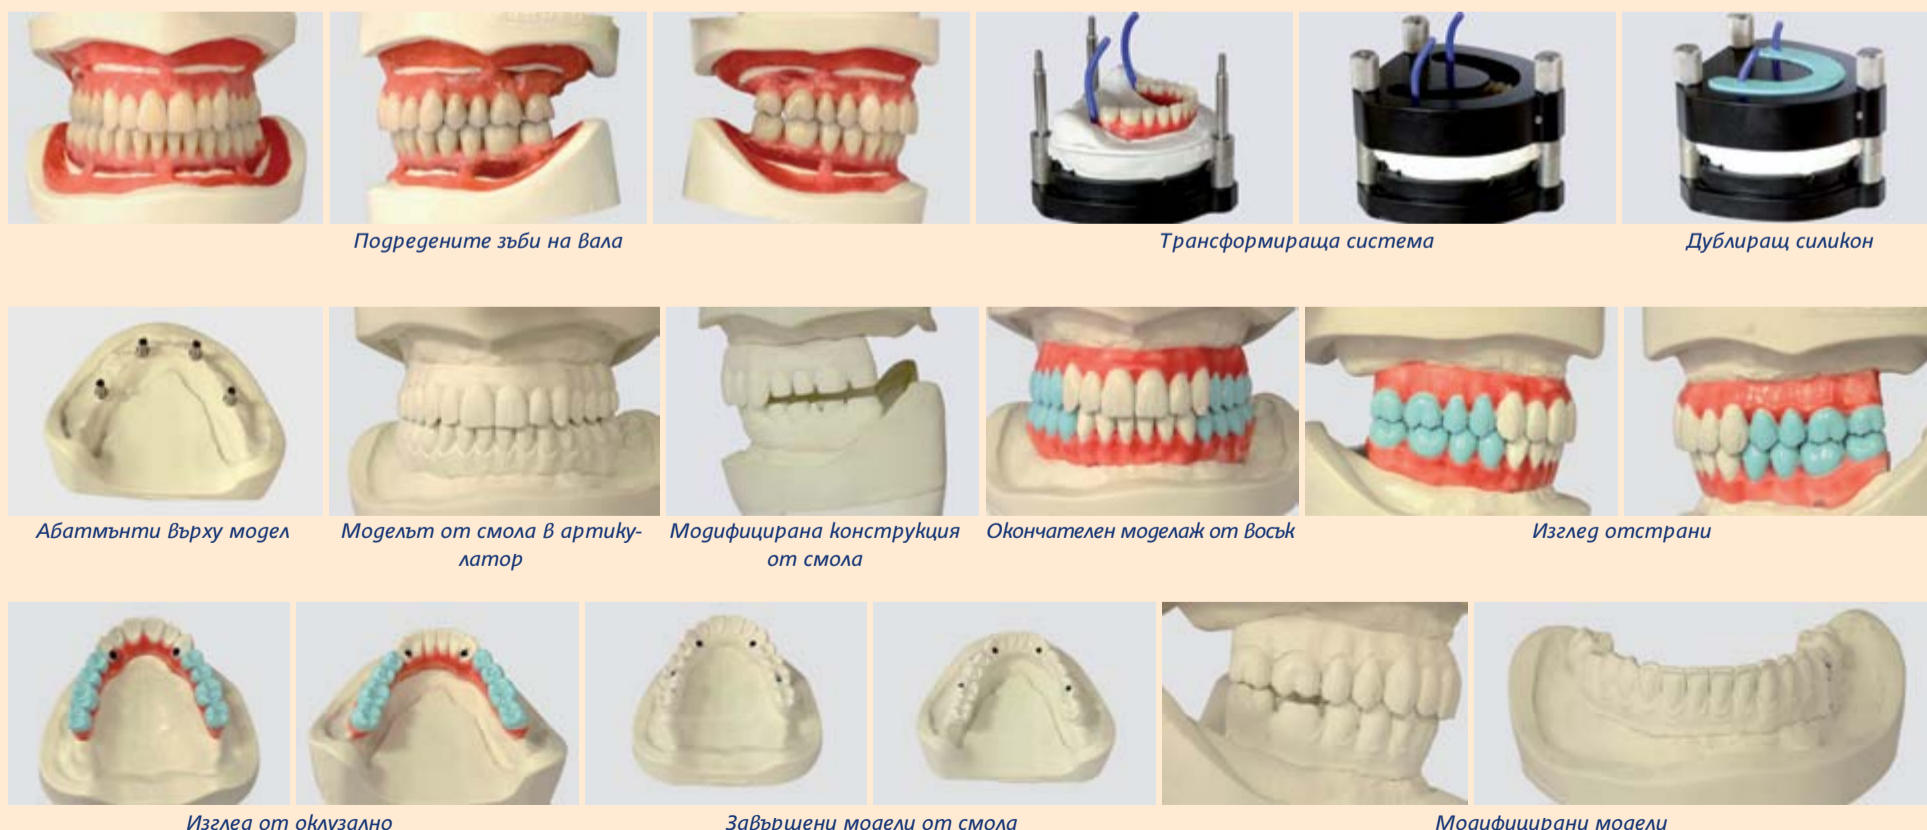 Подредените зъби на вала
Трансформираща система
Дублиращ силикон
Абатмънти върху модел
Моделът от смола в артику-
латор
Модифицирана конструкция
от смола
Окончателен моделаж от восък
Изглед отстрани
Изглед от оклузално
Завършени модели от смола
Модифицирани модели